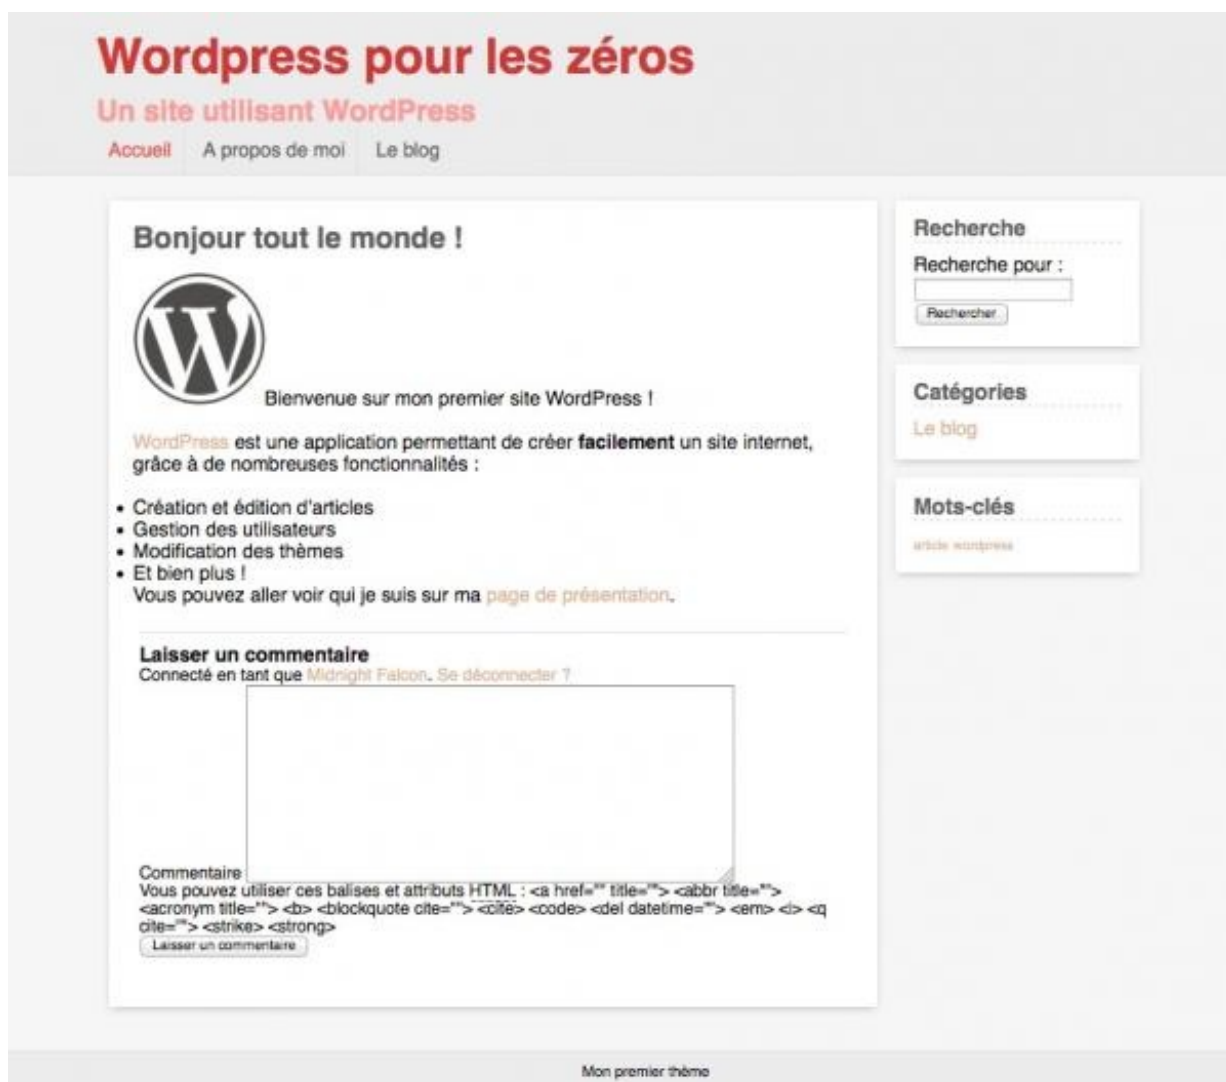 Wordpress pour les zéros
Un site utilisant WordPress
Accueil A propos de moi Le blog
Bonjour tout le monde !
Bienvenue sur mon premier site WordPress !
WordPress est une application permettant de créer facilement un site internet,
grâce à de nombreuses fonctionnalités :
• Création et édition d'articles
• Gestion des utilisateurs
• Modification des thèmes
• Et bien plus !
Vous pouvez aller voir qui je suis sur ma page de présentation.
Laisser un commentaire
Connecté en tant que Midnight Falcon. Se déconnecter ?
Commentaire
Vous pouvez utiliser ces balises et attributs HTML : <a href="" title=""> <abbr title="">
<acronym title=""> <b> <blockquote cite=""> <cite> <code> <del datetime=""> <em> <i> <q
cite=""> <strike> <strong>
Laisser un commentaire
Recherche
Recherche pour :
Rechercher
Catégories
Le blog
Mots-clés
article wordpress
Mon premier thème